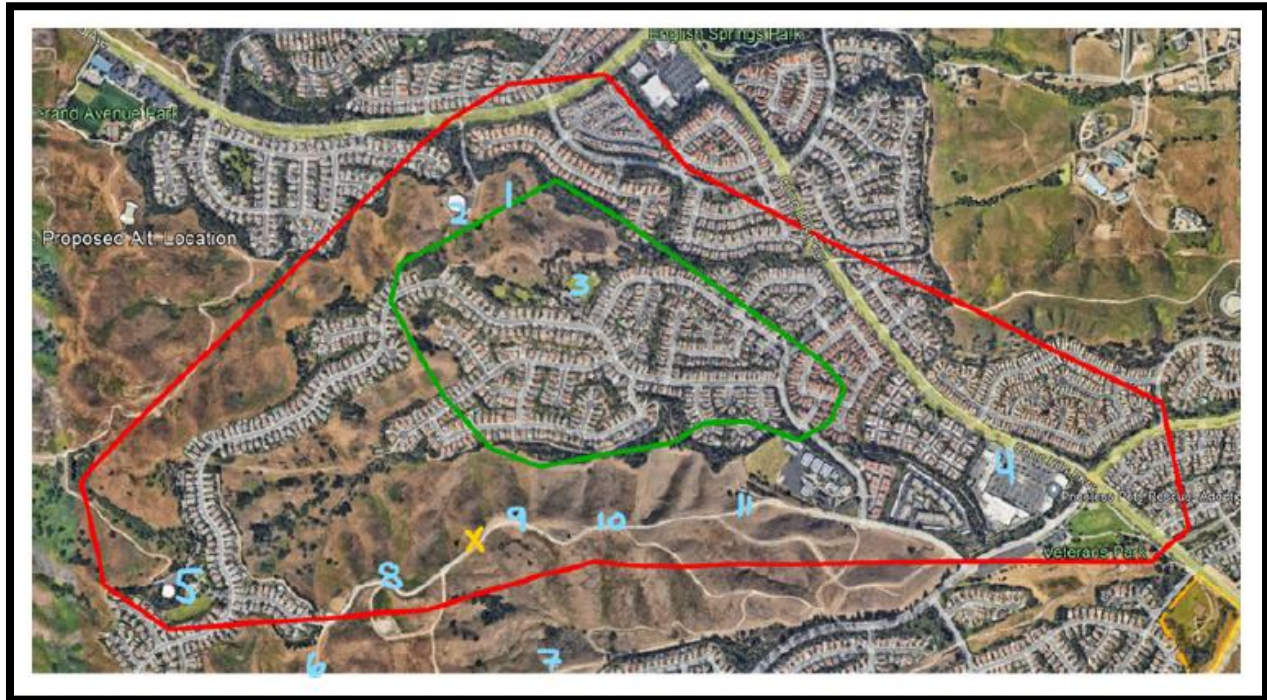 English Springs Park
erand Avenue Park
1
2
Proposed Alt. Location
3
4
5
Veterans Park
X
9
10
11
8
6
7